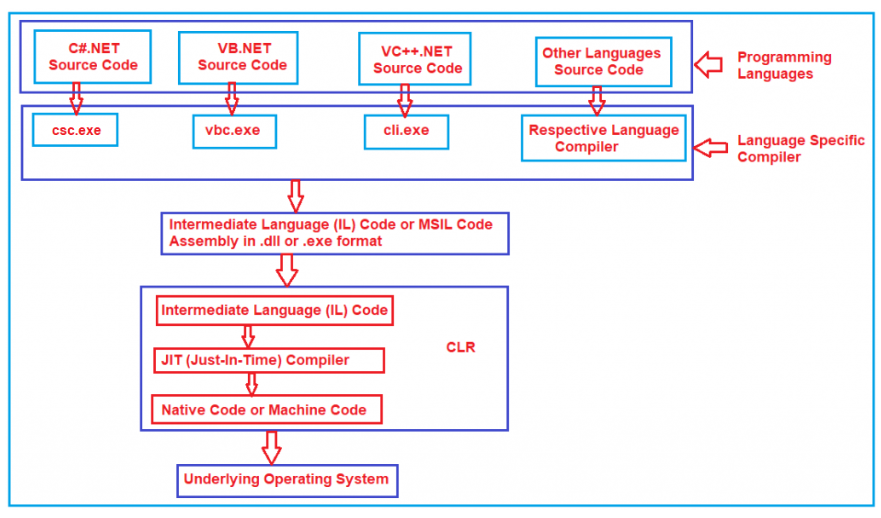 C#.NET
Source Code
VB.NET
Source Code
VC++.NET
Source Code
Other Languages
Source Code
Programming
Languages
csc.exe
vbc.exe
cli.exe
Respective Language
Compiler
Language Specific
Compiler
Intermediate Language (IL) Code or MSIL Code
Assembly in .dll or .exe format
Intermediate Language (IL) Code
CLR
JIT (Just-In-Time) Compiler
Native Code or Machine Code
Underlying Operating System